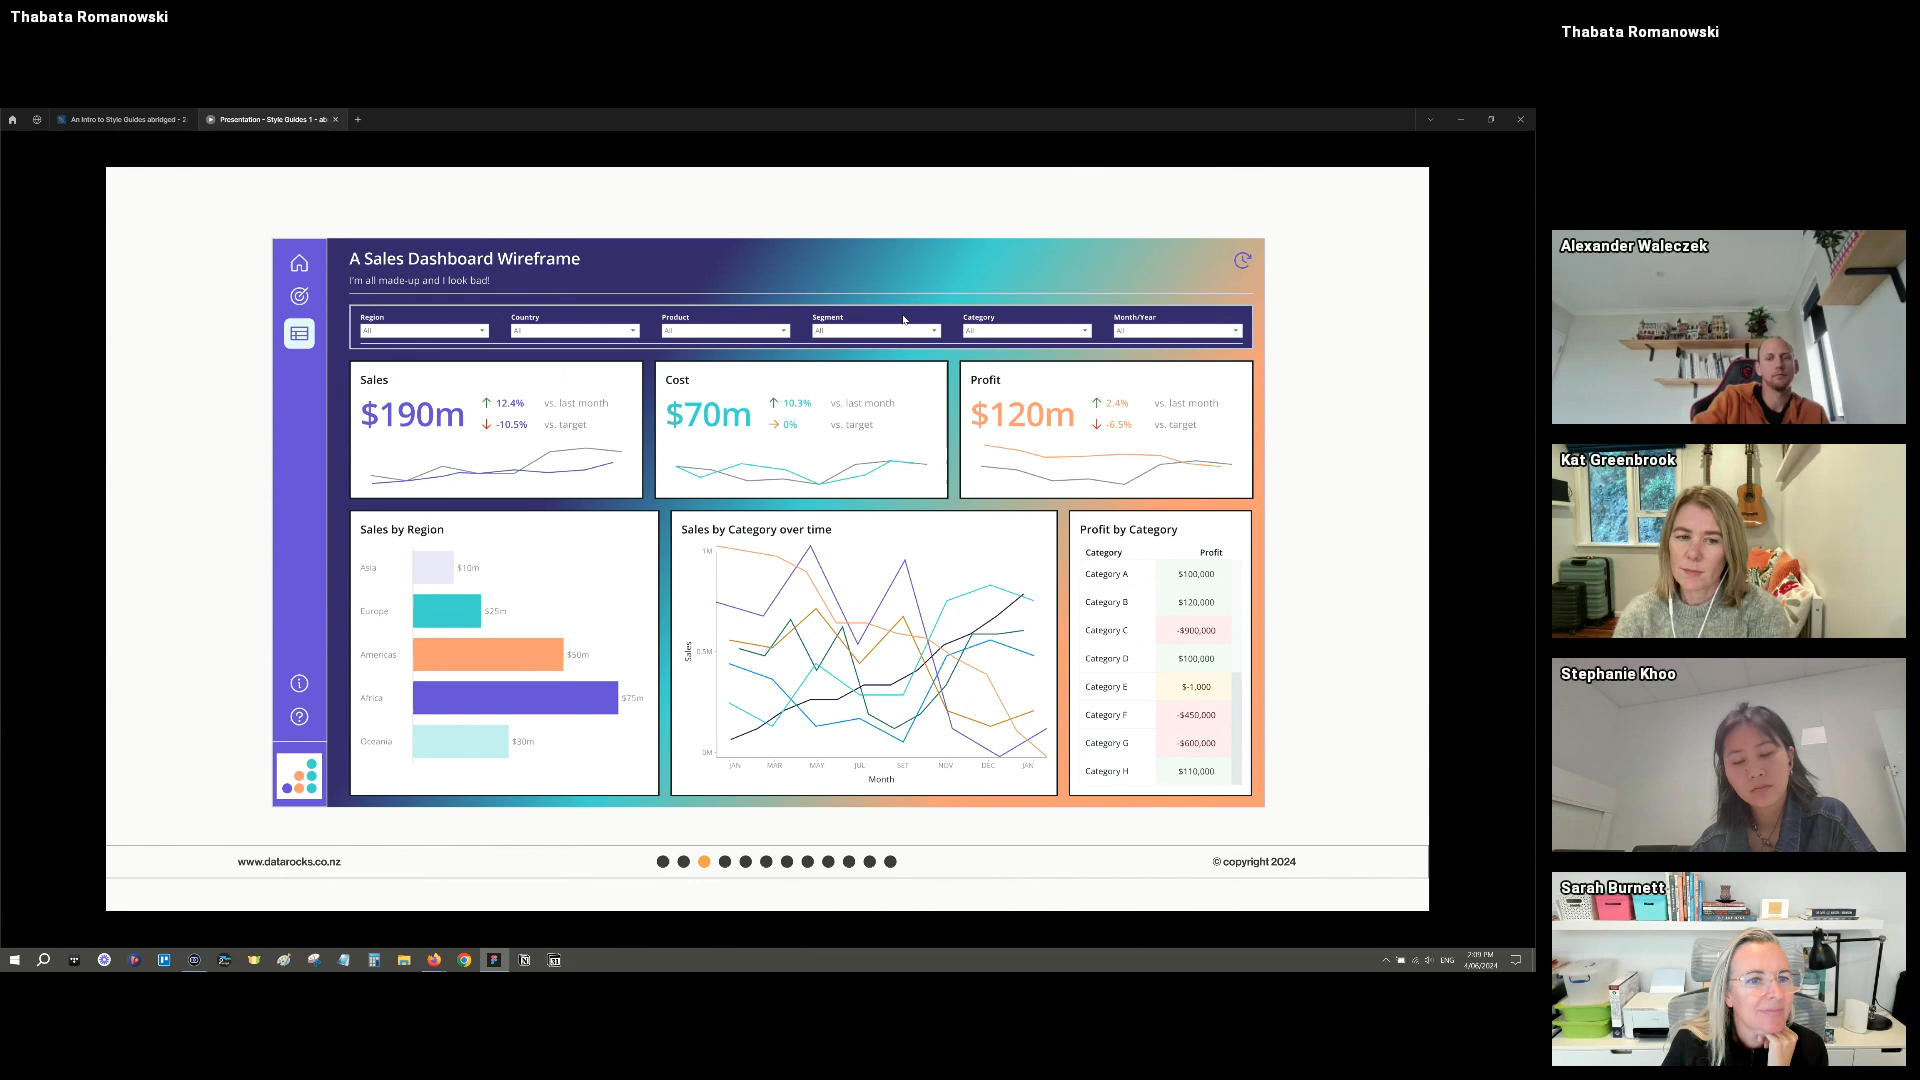 Thabata Romanowski
Thabata Romanowski
An Intro to Style Guides abridged - 2
Presentation - Style Guides 1 - ab
A Sales Dashboard Wireframe
I'm all made-up and I look bad!
Region
Country
Product
Segment
Category
Month/Year
All
All
All
All
All
All
Sales
$190m
12.4% vs. last month
-10.5% vs. target
Cost
$70m
10.3% vs. last month
0% vs. target
Profit
$120m
2.4% vs. last month
-6.5% vs. target
Sales by Region
Asia $10m
Europe $25m
Americas $50m
Africa $75m
Oceania $30m
Sales by Category over time
1M
0.5M
0M
Sales
JAN MAR MAY JUL SET NOV DEC JAN
Month
Profit by Category
Category Profit
Category A $100,000
Category B $120,000
Category C -$900,000
Category D $100,000
Category E $-1,000
Category F -$450,000
Category G -$600,000
Category H $110,000
www.datarocks.co.nz
© copyright 2024
ENG
2:09 PM
4/06/2024
Alexander Waleczek
Kat Greenbrook
Stephanie Khoo
Sarah Burnett